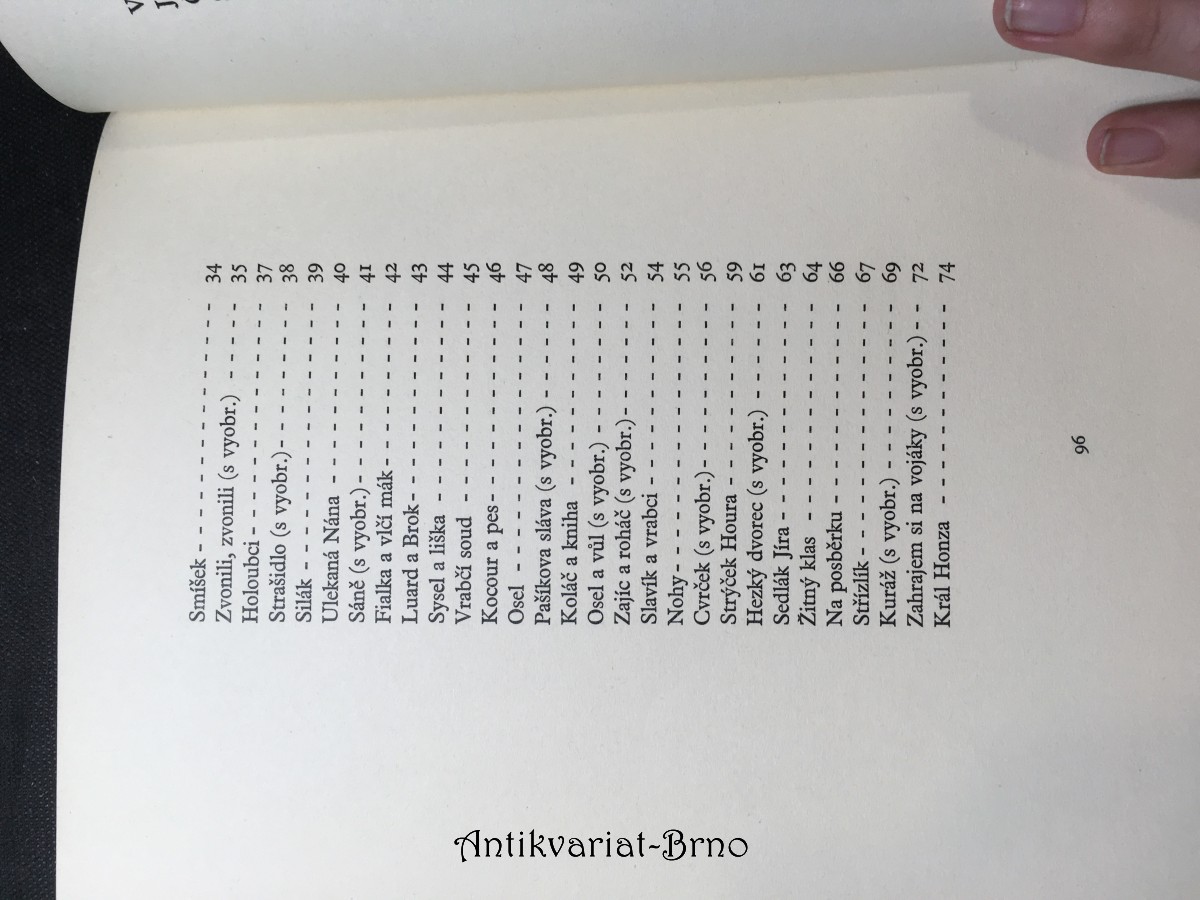 Smíšek - - - - - - - - - - - - - - - - 34
Zvonili, zvonili (s vyobr.) - - - - - 35
Holoubci - - - - - - - - - - - - - - 37
Strašidlo (s vyobr.) - - - - - - - - - 38
Silák - - - - - - - - - - - - - - - - 39
Ulekaná Nána - - - - - - - - - - - - 40
Sáně (s vyobr.) - - - - - - - - - - - 41
Fialka a vlčí mák - - - - - - - - - - 42
Luard a Brok - - - - - - - - - - - - 43
Sysel a liška - - - - - - - - - - - - 44
Vrabčí soud - - - - - - - - - - - - 45
Kocour a pes - - - - - - - - - - - - 46
Osel - - - - - - - - - - - - - - - - 47
Pašíkova sláva (s vyobr.) - - - - - - 48
Koláč a kniha - - - - - - - - - - - 49
Osel a vůl (s vyobr.) - - - - - - - - 50
Zajíc a roháč (s vyobr.) - - - - - - - 52
Slavík a vrabci - - - - - - - - - - - 54
Nohy - - - - - - - - - - - - - - - - 55
Cvrček (s vyobr.) - - - - - - - - - - 56
Strýček Houra - - - - - - - - - - - 59
Hezký dvorec (s vyobr.) - - - - - - 61
Sedlák Jíra - - - - - - - - - - - - - 63
Žitný klas - - - - - - - - - - - - - 64
Na posběrku - - - - - - - - - - - - 66
Střízlík - - - - - - - - - - - - - - - 67
Kuráž (s vyobr.) - - - - - - - - - - 69
Zahrajem si na vojáky (s vyobr.) - - 72
Král Honza - - - - - - - - - - - - 74
96
Antikvariat-Brno